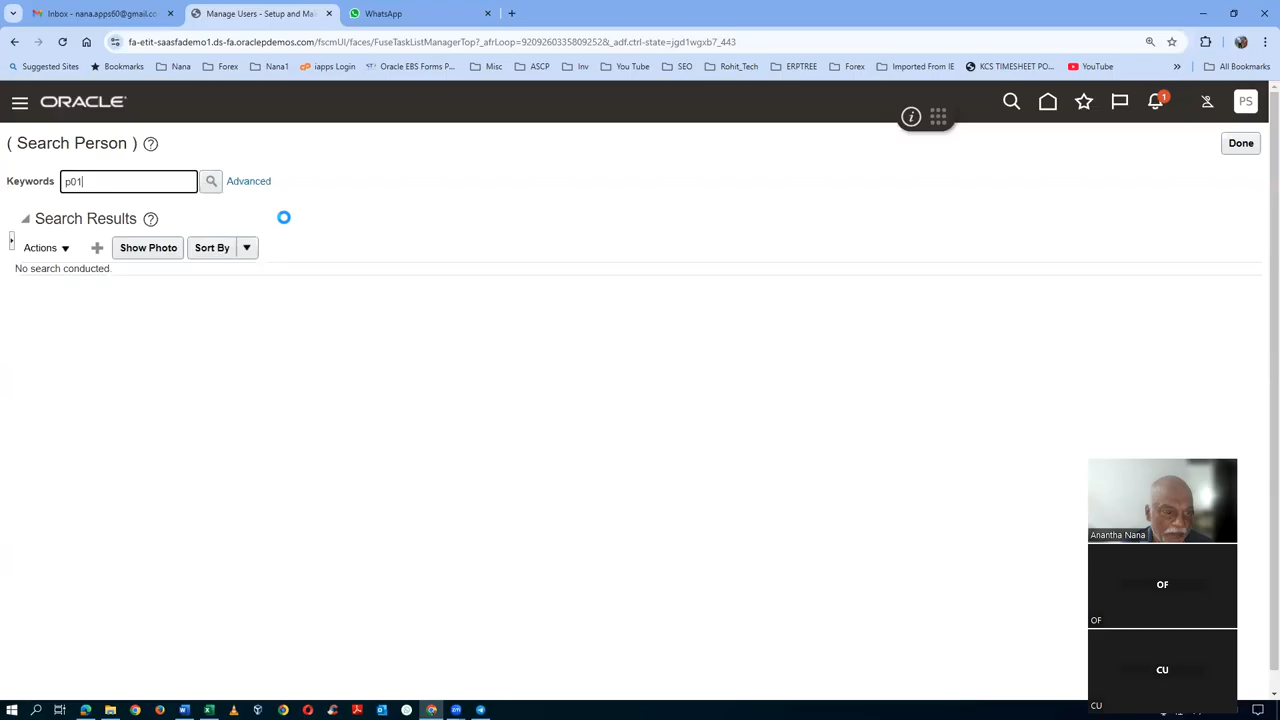 Inbox - nana.apps60@gmail.co
Manage Users - Setup and Mai
WhatsApp
fa-etit-saasfademo1.ds-fa.oraclepdemos.com/fscmUI/faces/FuseTaskListManagerTop?_afrLoop=9209260335809252&_adf.ctrl-state=jgd1wgxb7_443
Suggested Sites
Bookmarks
Nana
Forex
Nana1
iapps Login
Oracle EBS Forms P...
Misc
ASCP
Inv
You Tube
SEO
Rohit_Tech
ERPTREE
Forex
Imported From IE
KCS TIMESHEET PO...
YouTube
All Bookmarks
ORACLE
1
PS
( Search Person )
Done
Keywords p01 Advanced
Search Results
Actions Show Photo Sort By
No search conducted.
Anantha Nana
OF
OF
CU
CU